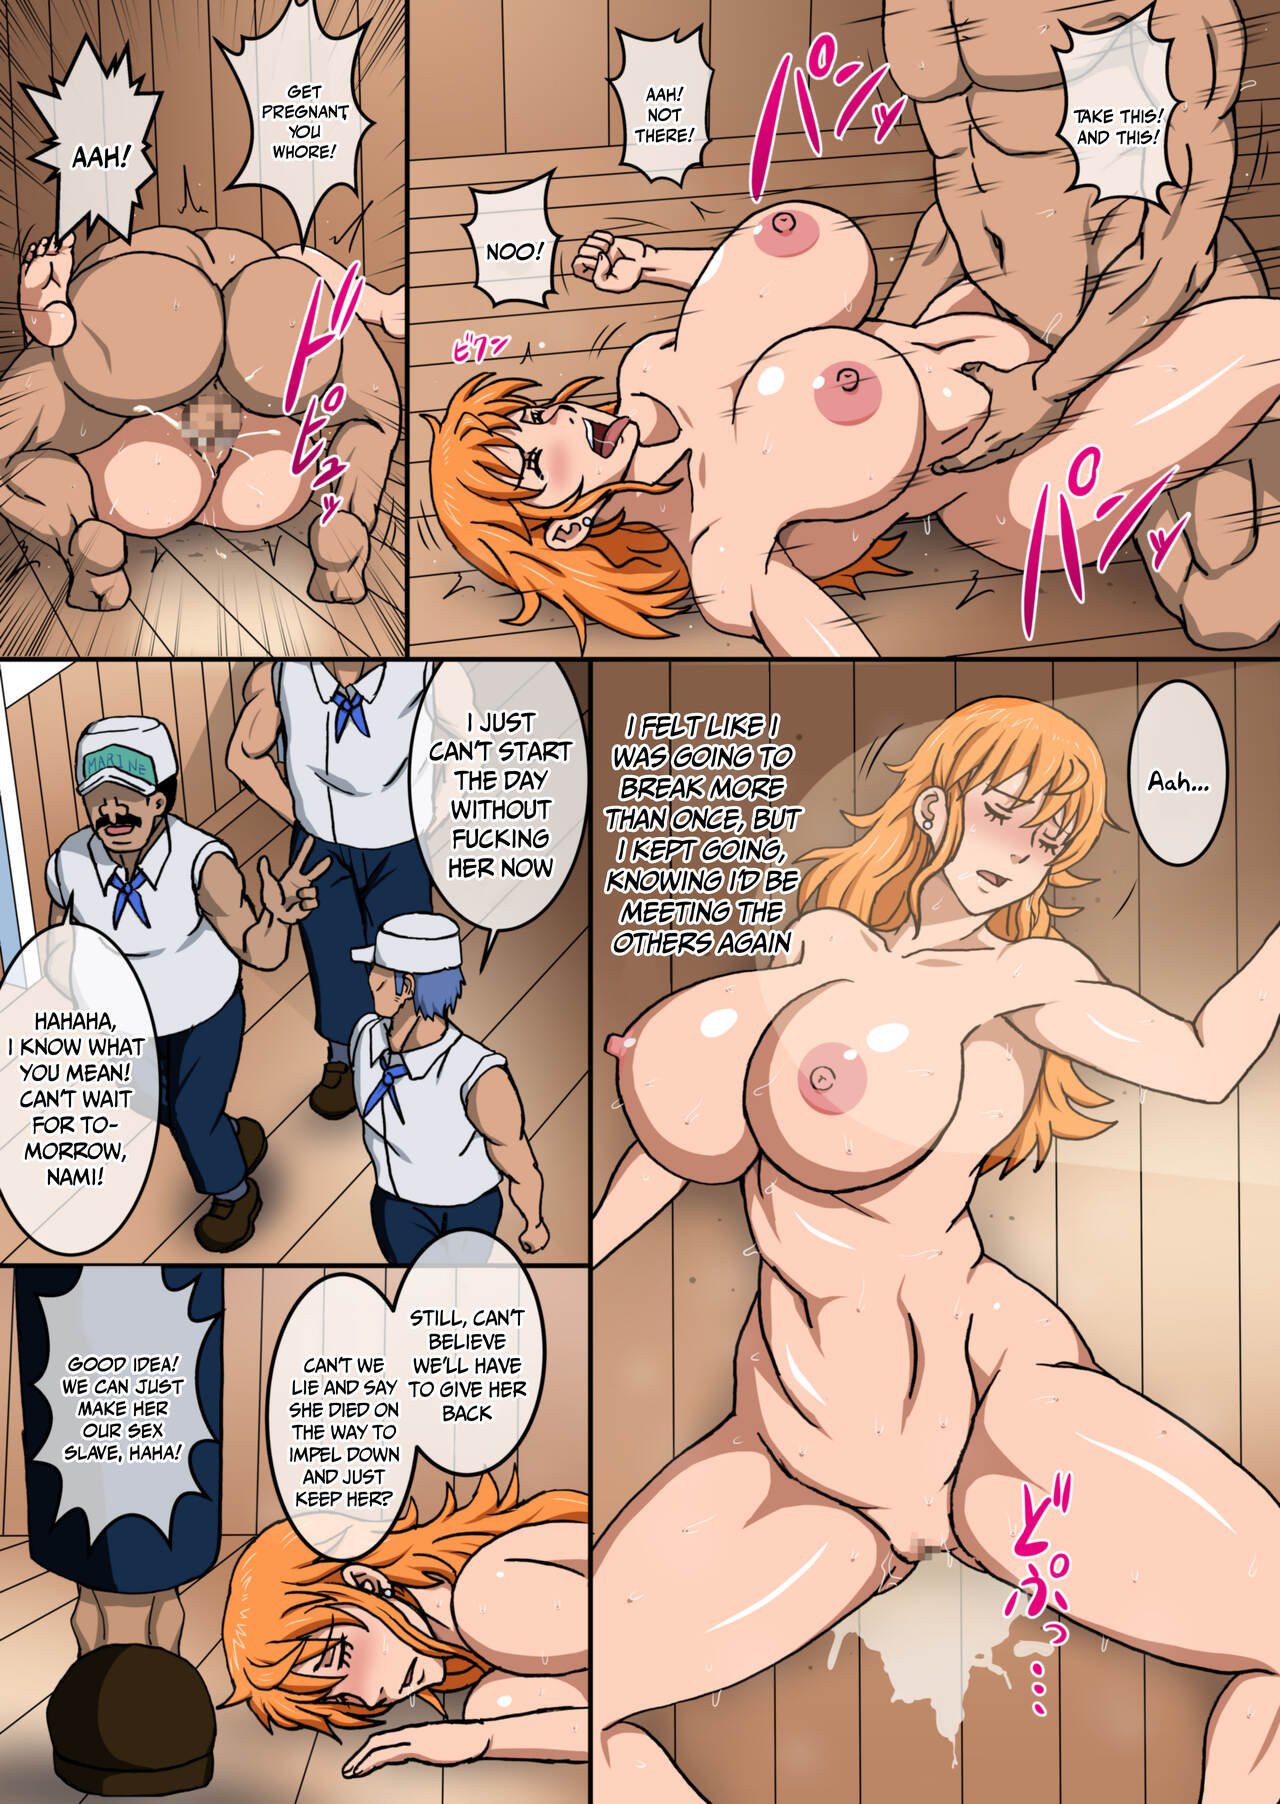 TAKE THIS!
AND THIS!
パンッ
AAH!
NOT
THERE!
NOO!
ビクン
パンッ
GET
PREGNANT,
YOU
WHORE!
AAH!
ドピュッ
Aah...
I FELT LIKE I
WAS GOING TO
BREAK MORE
THAN ONCE, BUT
I KEPT GOING,
KNOWING I'D BE
MEETING THE
OTHERS AGAIN
どぷっ…
I JUST
CAN'T START
THE DAY
WITHOUT
FUCKING
HER NOW
MARINE
HAHAHA,
I KNOW WHAT
YOU MEAN!
CAN'T WAIT
FOR TO-
MORROW,
NAMI!
STILL, CAN'T
BELIEVE
WE'LL HAVE
TO GIVE HER
BACK
CAN'T WE
LIE AND SAY
SHE DIED ON
THE WAY TO
IMPEL DOWN
AND JUST
KEEP HER?
GOOD IDEA!
WE CAN JUST
MAKE HER
OUR SEX
SLAVE, HAHA!